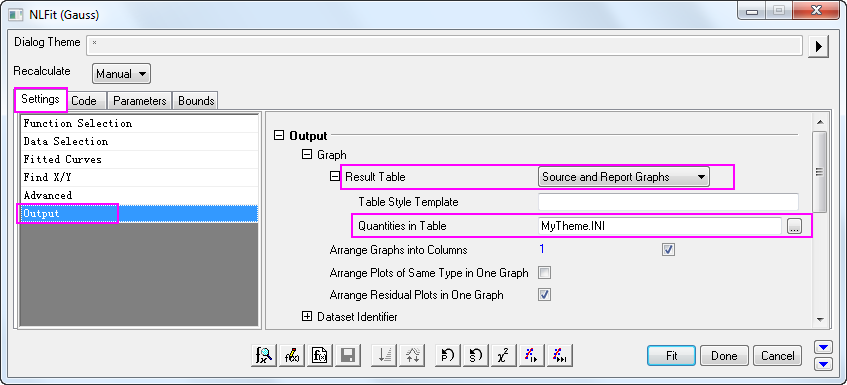 NLFit (Gauss)
Dialog Theme *
Recalculate Manual
Settings Code Parameters Bounds
Function Selection
Data Selection
Fitted Curves
Find X/Y
Advanced
Output
Output
Graph
Result Table Source and Report Graphs
Table Style Template
Quantities in Table MyTheme.INI ...
Arrange Graphs into Columns 1
Arrange Plots of Same Type in One Graph
Arrange Residual Plots in One Graph
Dataset Identifier
Fit Done Cancel